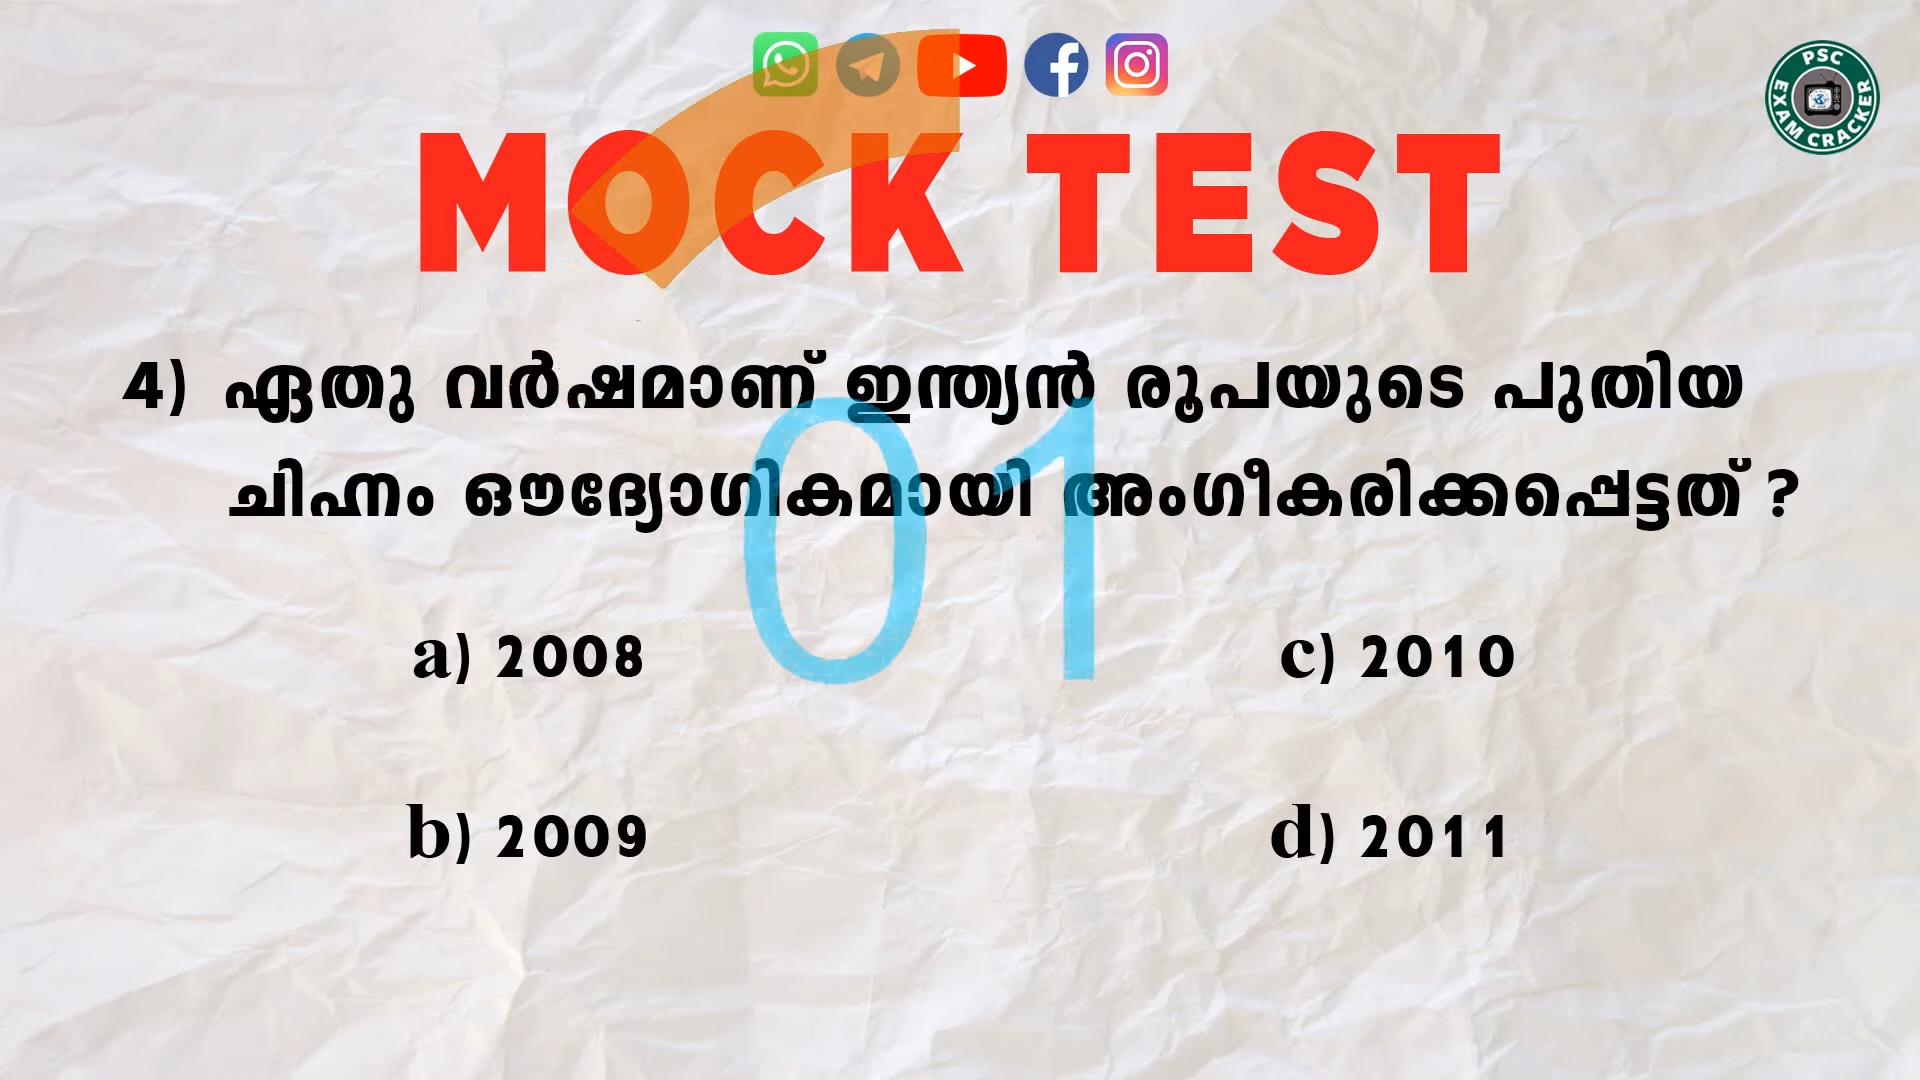 PSC EXAM CRACKER
MOCK TEST
4) ഏതു വർഷമാണ് ഇന്ത്യൻ രൂപയുടെ പുതിയ
ചിഹ്നം ഔദ്യോഗികമായി അംഗീകരിക്കപ്പെട്ടത് ?
01
a) 2008
c) 2010
b) 2009
d) 2011